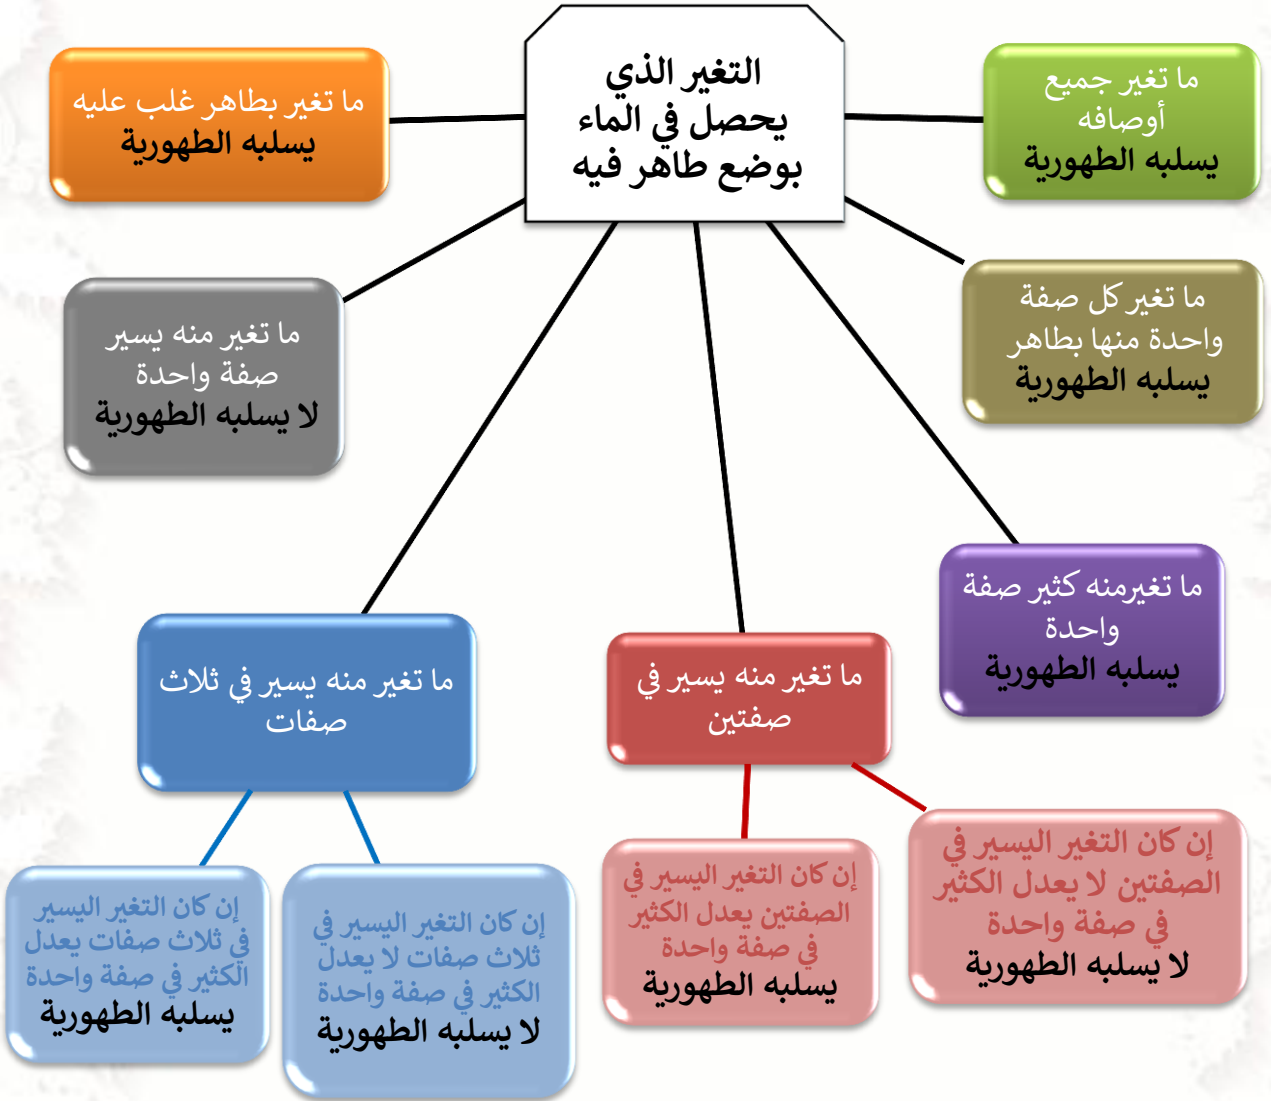 التغير الذي
يحصل في الماء
بوضع طاهر فيه
ما تغير جميع
أوصافه
يسلبه الطهورية
ما تغير كل صفة
واحدة منها بطاهر
يسلبه الطهورية
ما تغيرمنه كثير صفة
واحدة
يسلبه الطهورية
ما تغير منه يسير في
صفتين
إن كان التغير اليسير في
الصفتين لا يعدل الكثير
في صفة واحدة
لا يسلبه الطهورية
إن كان التغير اليسير في
الصفتين يعدل الكثير
في صفة واحدة
يسلبه الطهورية
ما تغير منه يسير في ثلاث
صفات
إن كان التغير اليسير في
ثلاث صفات لا يعدل
الكثير في صفة واحدة
لا يسلبه الطهورية
إن كان التغير اليسير
في ثلاث صفات يعدل
الكثير في صفة واحدة
يسلبه الطهورية
ما تغير منه يسير
صفة واحدة
لا يسلبه الطهورية
ما تغير بطاهر غلب عليه
يسلبه الطهورية